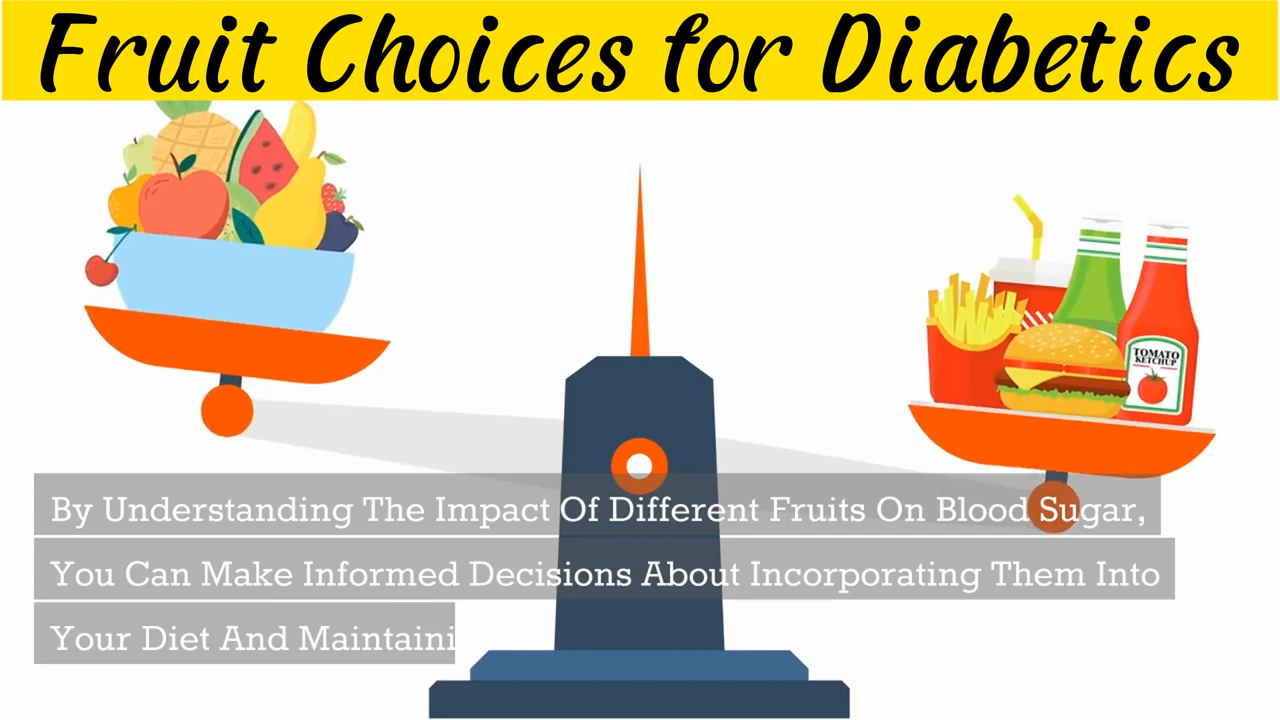 Fruit Choices for Diabetics
TOMATO
KETCHUP
By Understanding The Impact Of Different Fruits On Blood Sugar,
You Can Make Informed Decisions About Incorporating Them Into
Your Diet And Maintaini